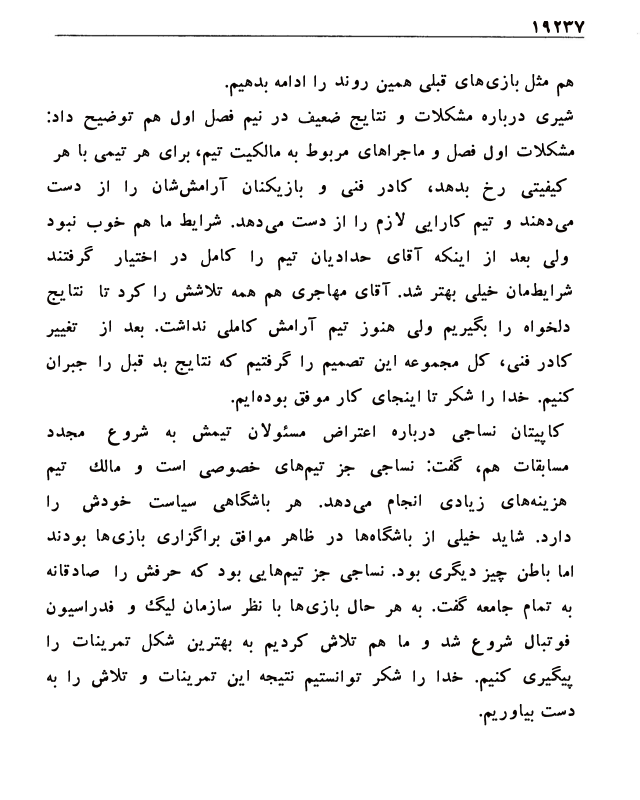 ۱۹۲۳۷
هم مثل بازی‌های قبلی همین روند را ادامه بدهیم.
شیری درباره مشکلات و نتایج ضعیف در نیم فصل اول هم توضیح داد:
مشکلات اول فصل و ماجراهای مربوط به مالکیت تیم، برای هر تیمی با هر
کیفیتی رخ بدهد، کادر فنی و بازیکنان آرامش‌شان را از دست
می‌دهند و تیم کارایی لازم را از دست می‌دهد. شرایط ما هم خوب نبود
ولی بعد از اینکه آقای حدادیان تیم را کامل در اختیار گرفتند
شرایط‌مان خیلی بهتر شد. آقای مهاجری هم همه تلاشش را کرد تا نتایج
دلخواه را بگیریم ولی هنوز تیم آرامش کاملی نداشت. بعد از تغییر
کادر فنی، کل مجموعه این تصمیم را گرفتیم که نتایج بد قبل را جبران
کنیم. خدا را شکر تا اینجای کار موفق بوده‌ایم.
کاپیتان نساجی درباره اعتراض مسئولان تیمش به شروع مجدد
مسابقات هم، گفت: نساجی جز تیم‌های خصوصی است و مالك تیم
هزینه‌های زیادی انجام می‌دهد. هر باشگاهی سیاست خودش را
دارد. شاید خیلی از باشگاه‌ها در ظاهر موافق براگزاری بازی‌ها بودند
اما باطن چیز دیگری بود. نساجی جز تیم‌هایی بود که حرفش را صادقانه
به تمام جامعه گفت. به هر حال بازی‌ها با نظر سازمان لیگ و فدراسیون
فوتبال شروع شد و ما هم تلاش کردیم به بهترین شکل تمرینات را
پیگیری کنیم. خدا را شکر توانستیم نتیجه این تمرینات و تلاش را به
دست بیاوریم.